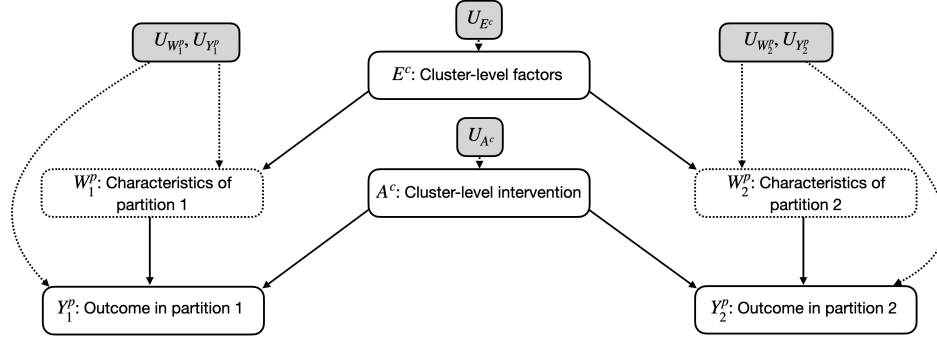 U_{E^c}
U_{W_1^p}, U_{Y_1^p}
U_{W_2^p}, U_{Y_2^p}
E^c: Cluster-level factors
U_{A^c}
W_1^p: Characteristics of
partition 1
A^c: Cluster-level intervention
W_2^p: Characteristics of
partition 2
Y_1^p: Outcome in partition 1
Y_2^p: Outcome in partition 2